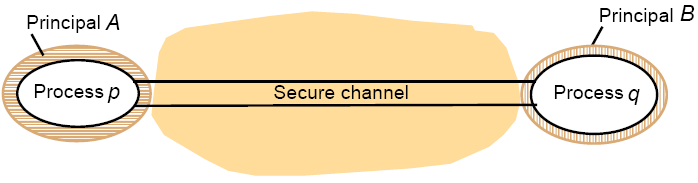 Principal A
Principal B
Process p
Secure channel
Process q